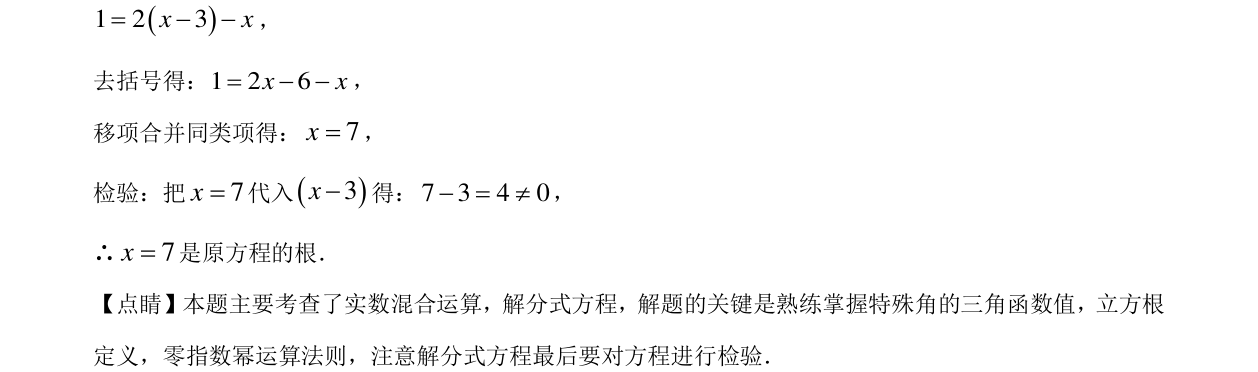 1=2(x−3)−x，
去括号得：1=2x−6−x，
移项合并同类项得：x=7，
检验：把x=7代入(x−3)得：7−3=4≠0，
∴x=7是原方程的根．
【点睛】本题主要考查了实数混合运算，解分式方程，解题的关键是熟练掌握特殊角的三角函数值，立方根
定义，零指数幂运算法则，注意解分式方程最后要对方程进行检验．